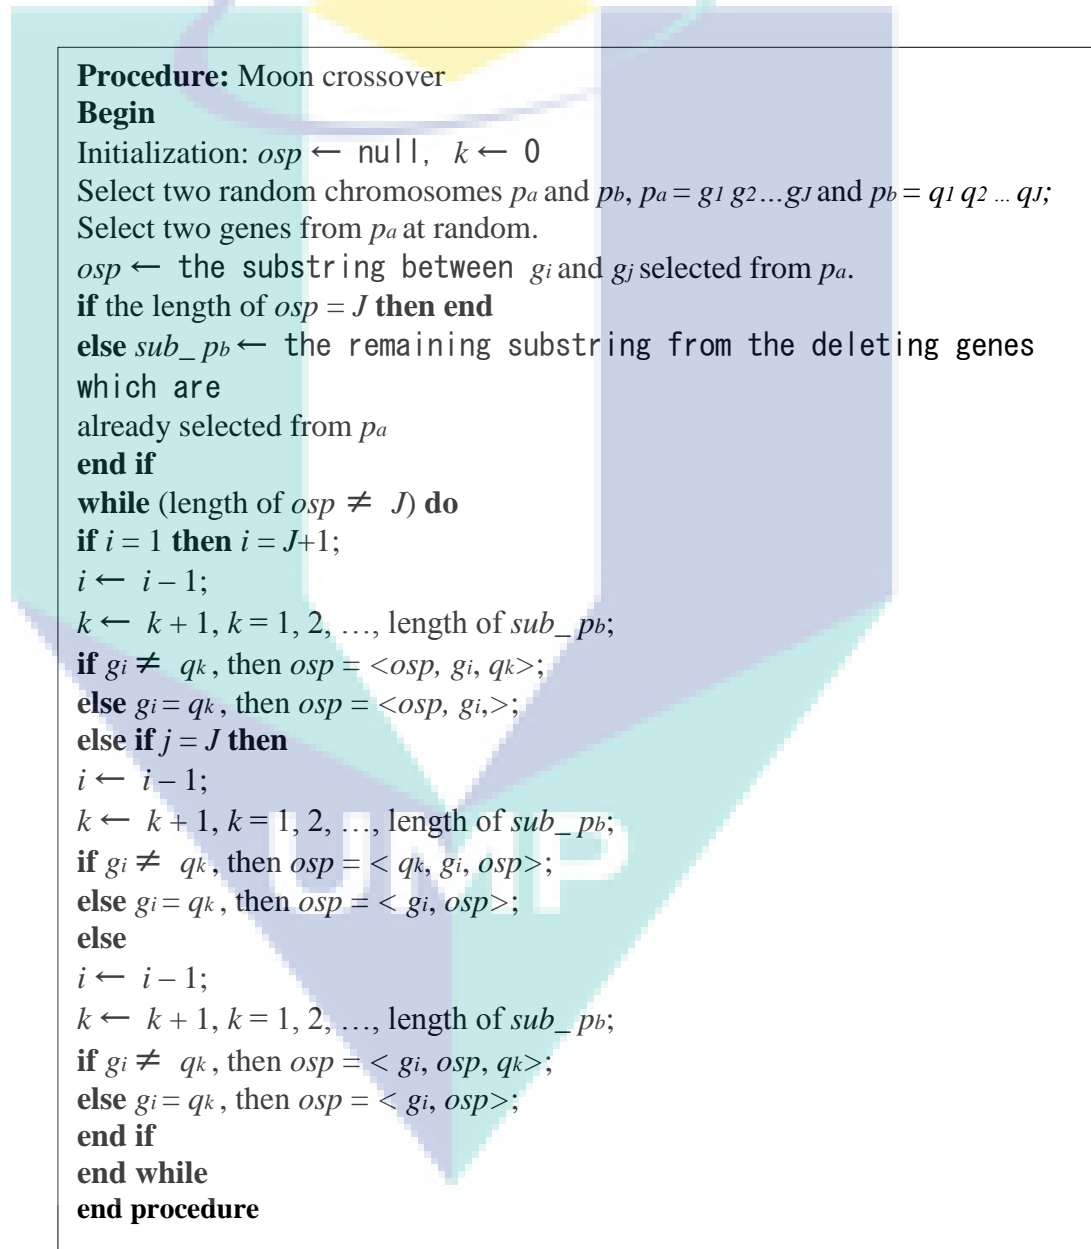 Procedure: Moon crossover
Begin
Initialization: osp ← null, k ← 0
Select two random chromosomes pa and pb, pa = g1 g2...gJ and pb = q1 q2 ... qJ;
Select two genes from pa at random.
osp ← the substring between gi and gj selected from pa.
if the length of osp = J then end
else sub_ pb ← the remaining substring from the deleting genes
which are
already selected from pa
end if
while (length of osp ≠ J) do
if i = 1 then i = J+1;
i ← i – 1;
k ← k + 1, k = 1, 2, …, length of sub_ pb;
if gi ≠ qk , then osp = <osp, gi, qk>;
else gi = qk , then osp = <osp, gi,>;
else if j = J then
i ← i – 1;
k ← k + 1, k = 1, 2, …, length of sub_ pb;
if gi ≠ qk , then osp = < qk, gi, osp>;
else gi = qk , then osp = < gi, osp>;
else
i ← i – 1;
k ← k + 1, k = 1, 2, …, length of sub_ pb;
if gi ≠ qk , then osp = < gi, osp, qk>;
else gi = qk , then osp = < gi, osp>;
end if
end while
end procedure
UMP